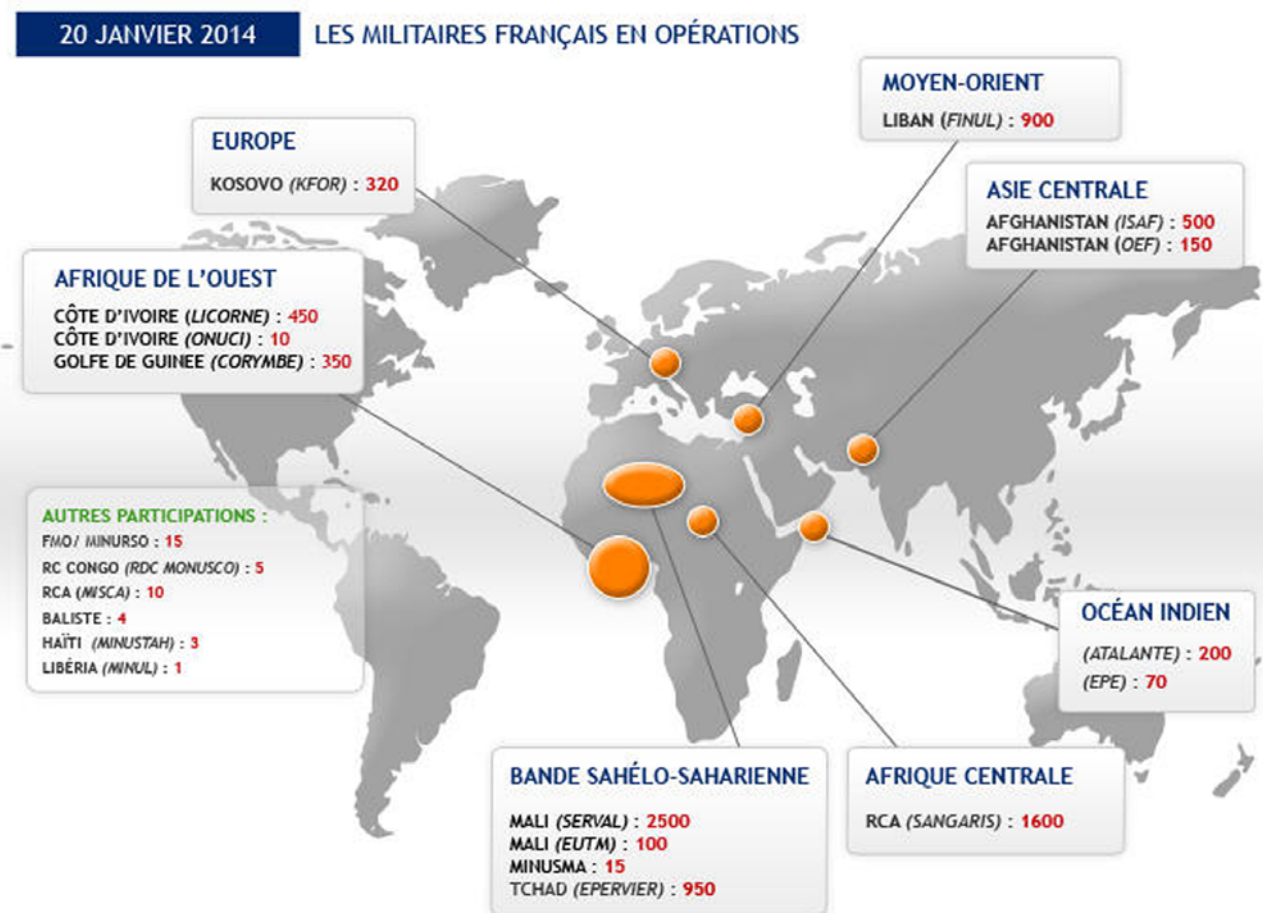 20 JANVIER 2014
LES MILITAIRES FRANÇAIS EN OPÉRATIONS
MOYEN-ORIENT
LIBAN (FINUL) : 900
EUROPE
KOSOVO (KFOR) : 320
ASIE CENTRALE
AFGHANISTAN (ISAF) : 500
AFGHANISTAN (OEF) : 150
AFRIQUE DE L'OUEST
CÔTE D'IVOIRE (LICORNE) : 450
CÔTE D'IVOIRE (ONUCI) : 10
GOLFE DE GUINEE (CORYMBE) : 350
AUTRES PARTICIPATIONS :
FMO/ MINURSO : 15
RC CONGO (RDC MONUSCO) : 5
RCA (MISCA) : 10
BALISTE : 4
HAÏTI (MINUSTAH) : 3
LIBÉRIA (MINUL) : 1
OCÉAN INDIEN
(ATALANTE) : 200
(EPE) : 70
BANDE SAHÉLO-SAHARIENNE
MALI (SERVAL) : 2500
MALI (EUTM) : 100
MINUSMA : 15
TCHAD (EPERVIER) : 950
AFRIQUE CENTRALE
RCA (SANGARIS) : 1600